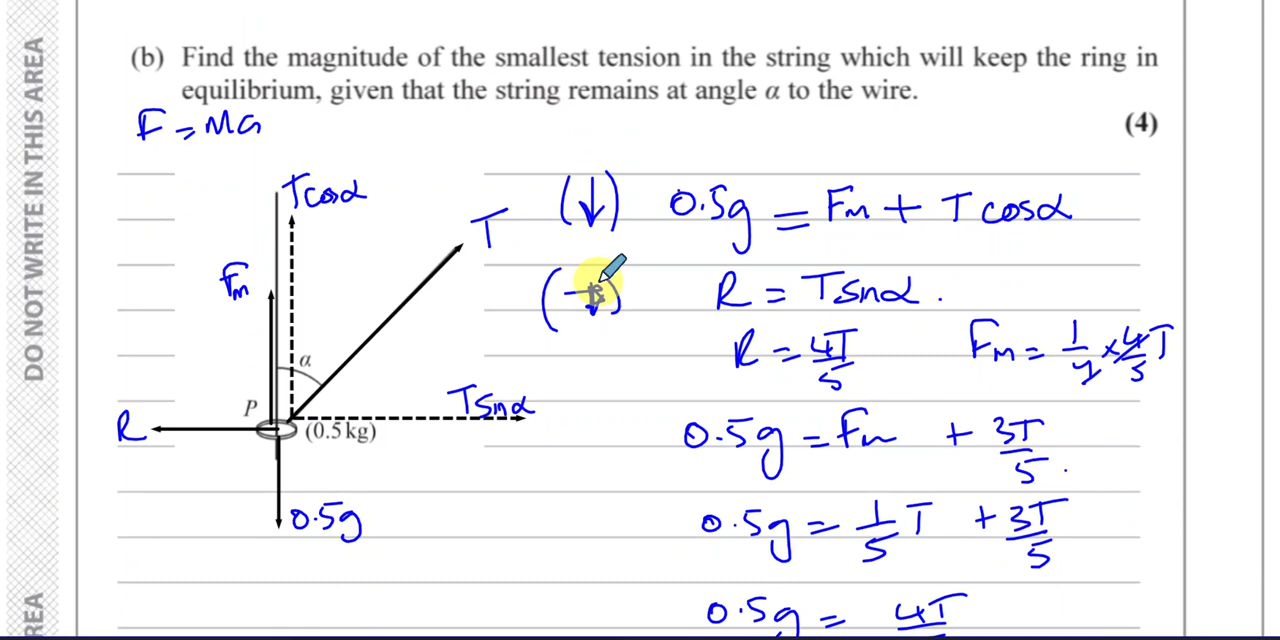 DO NOT WRITE IN THIS AREA
(b) Find the magnitude of the smallest tension in the string which will keep the ring in
equilibrium, given that the string remains at angle α to the wire.
(4)
F = Ma
Tcosα
T
Fm
α
P
R
(0.5 kg)
Tsinα
0.5g
(↓) 0.5g = Fm + Tcosα
R = Tsinα.
R = 4T/5 Fm = 1/4 × 4T/5
0.5g = Fm + 3T/5.
0.5g = 1/5 T + 3T/5
0.5g = 4T
REA